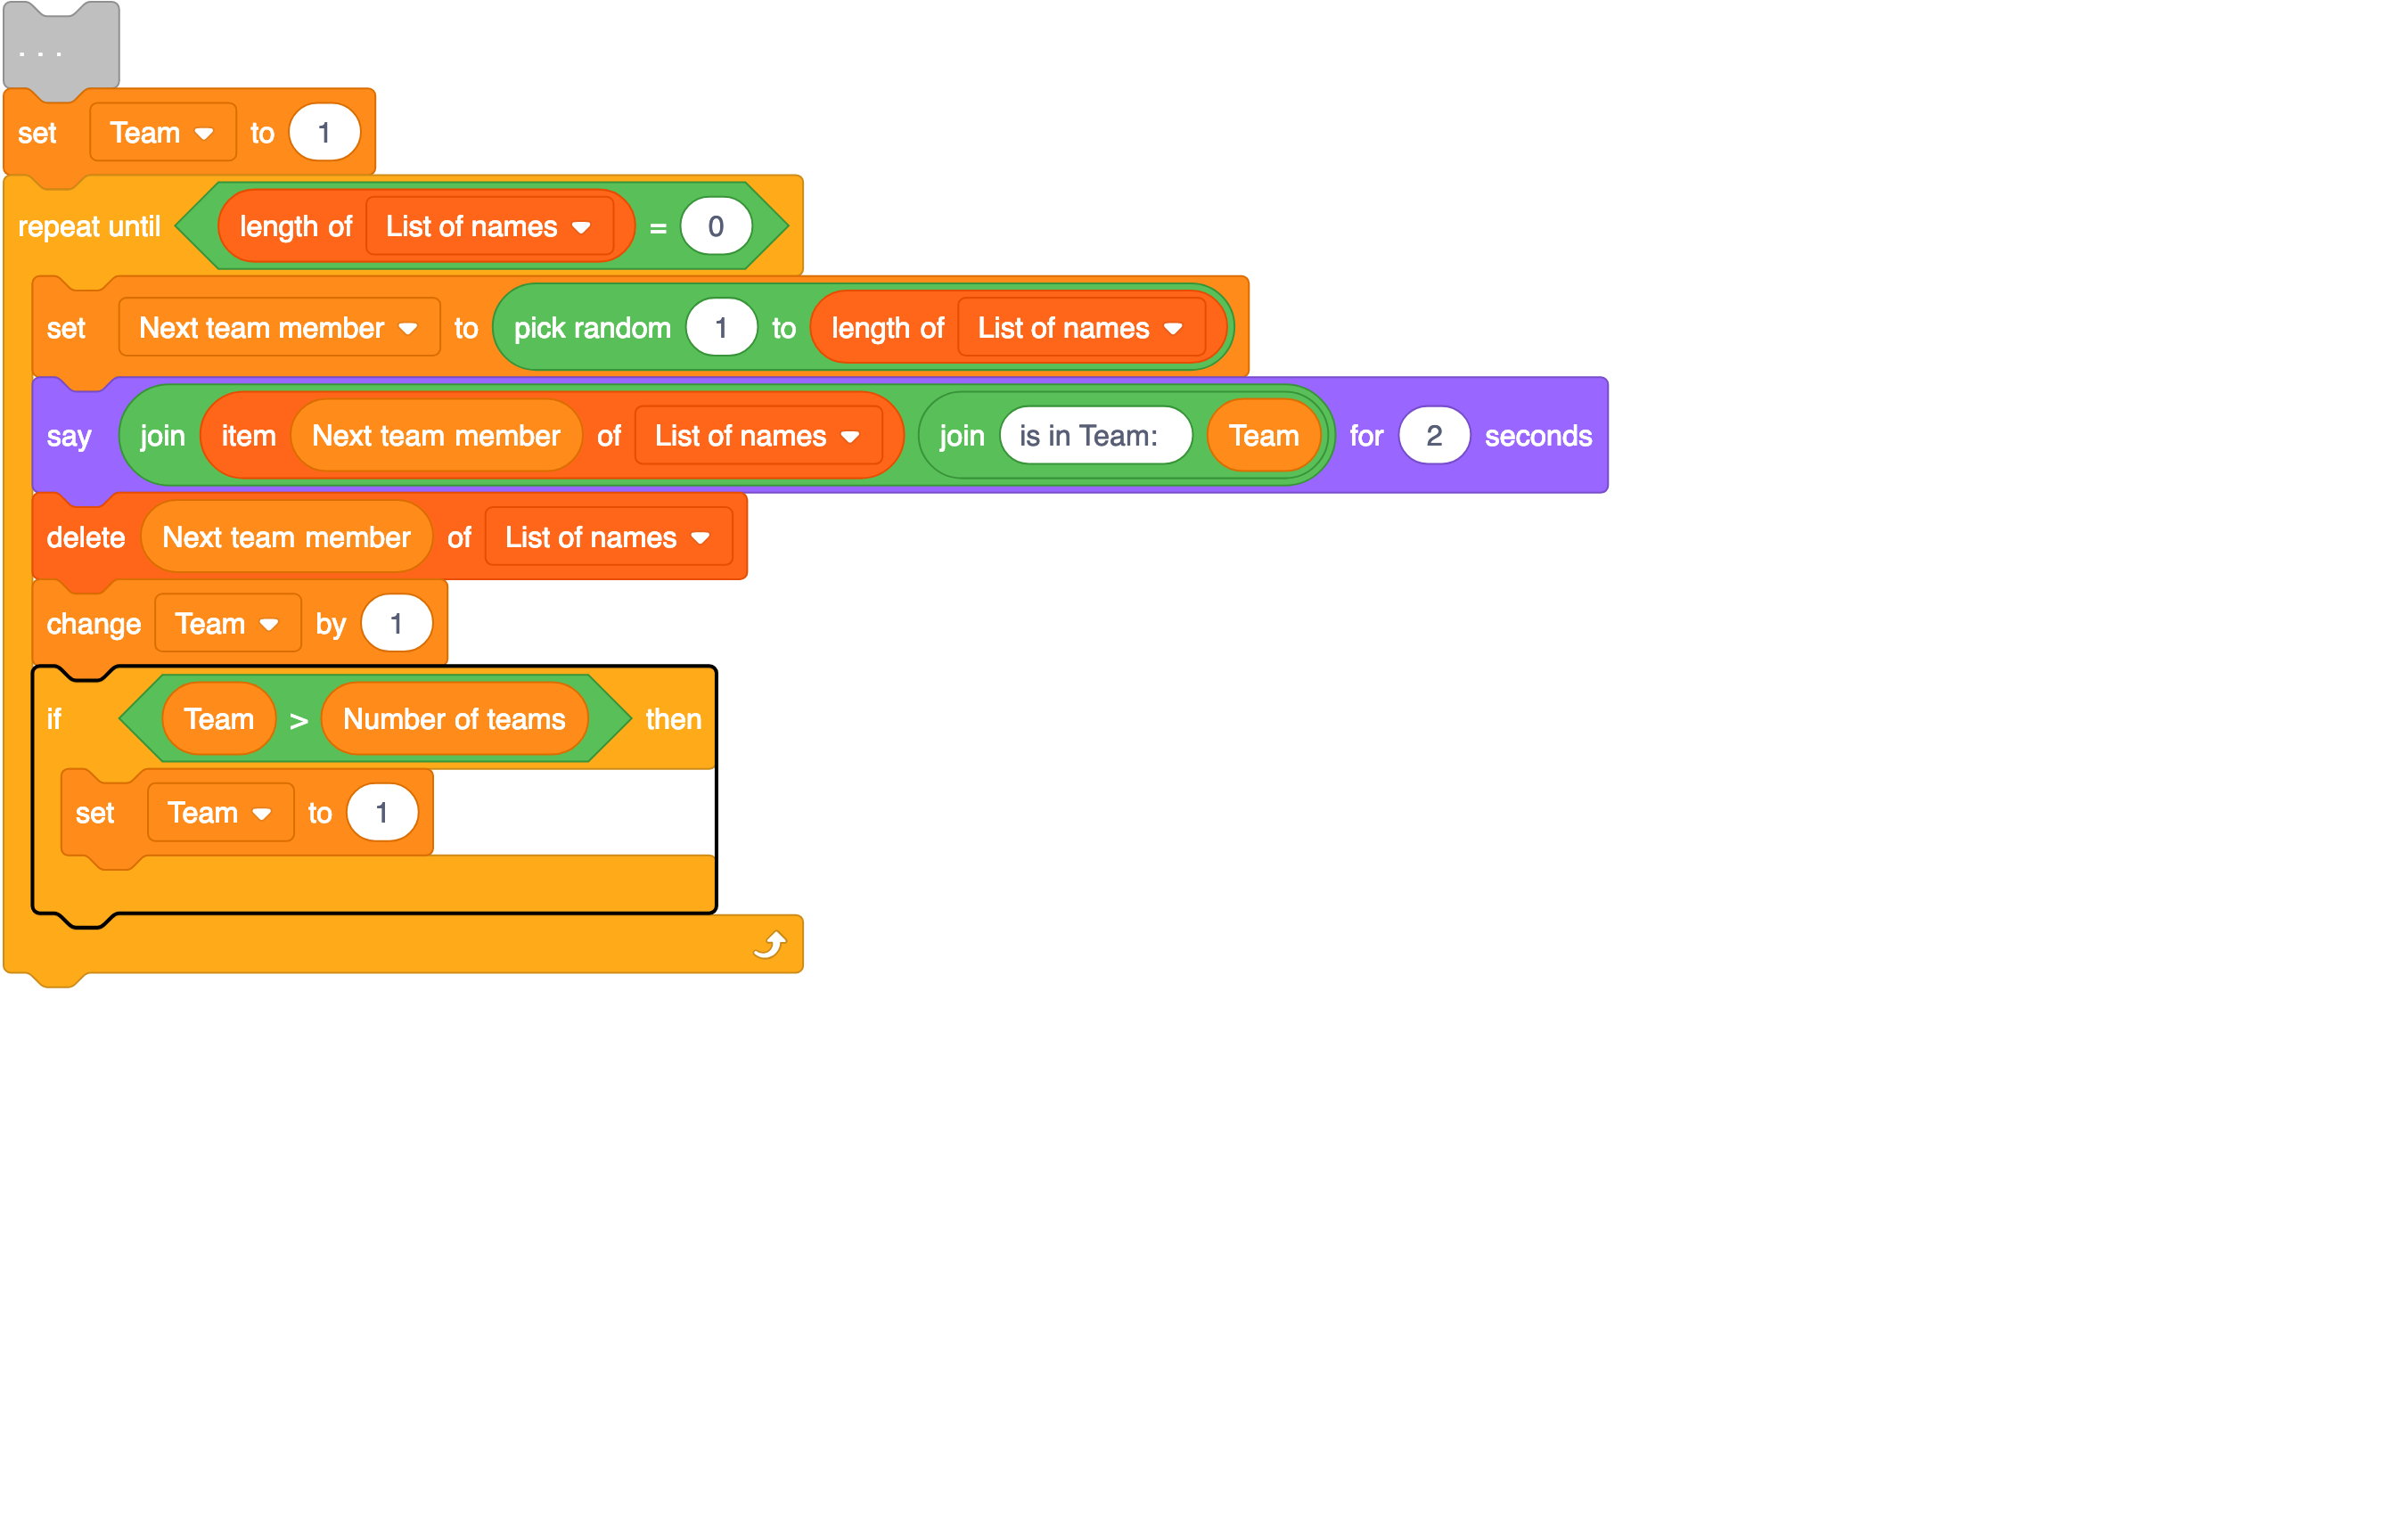 . . .
set Team to 1
repeat until length of List of names = 0
set Next team member to pick random 1 to length of List of names
say join item Next team member of List of names join is in Team: Team for 2 seconds
delete Next team member of List of names
change Team by 1
if Team > Number of teams then
set Team to 1